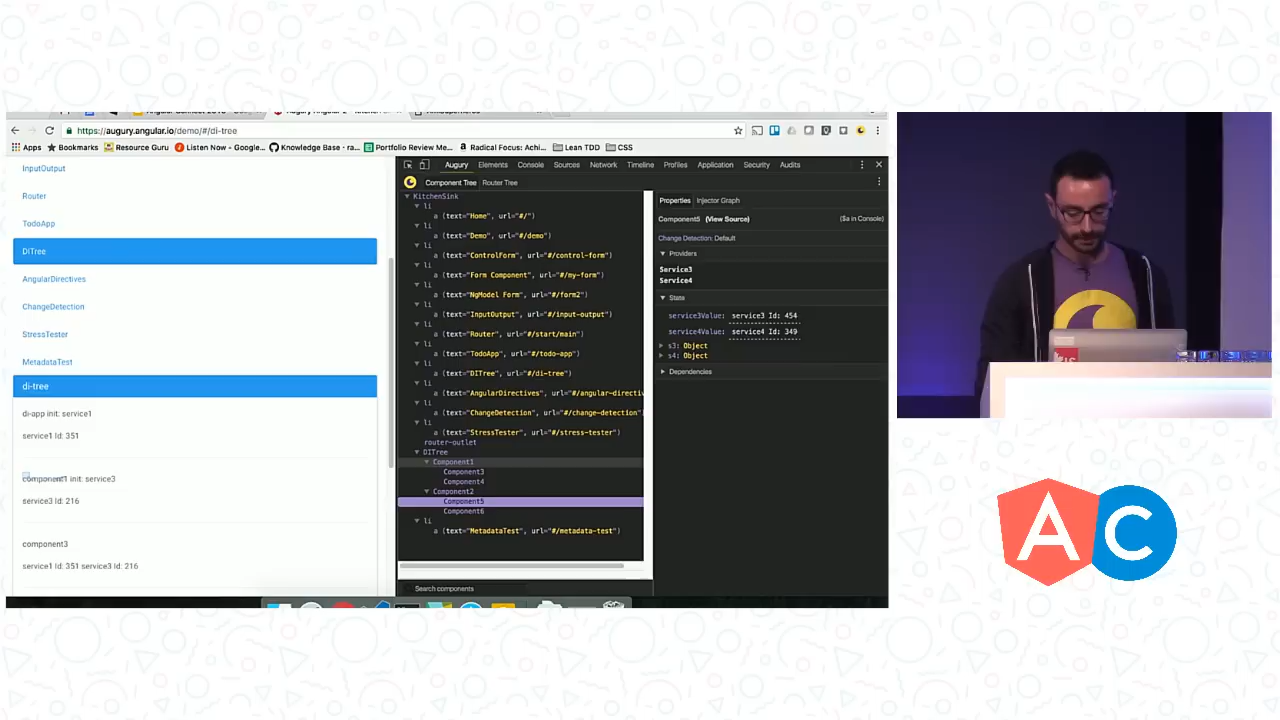 https://augury.angular.io/demo/#/di-tree
Apps
Bookmarks
Resource Guru
Listen Now - Google...
Knowledge Base - ra...
Portfolio Review Me...
Radical Focus: Achi...
Lean TDD
CSS
InputOutput
Router
TodoApp
DITree
AngularDirectives
ChangeDetection
StressTester
MetadataTest
di-tree
di-app init: service1
service1 Id: 351
component1 init: service3
service3 Id: 216
component3
service1 Id: 351 service3 Id: 216
Augury
Elements
Console
Sources
Network
Timeline
Profiles
Application
Security
Audits
Component Tree
Router Tree
KitchenSink
li
a (text="Home", url="#/")
li
a (text="Demo", url="#/demo")
li
a (text="ControlForm", url="#/control-form")
li
a (text="Form Component", url="#/my-form")
li
a (text="NgModel Form", url="#/form2")
li
a (text="InputOutput", url="#/input-output")
li
a (text="Router", url="#/start/main")
li
a (text="TodoApp", url="#/todo-app")
li
a (text="DITree", url="#/di-tree")
li
a (text="AngularDirectives", url="#/angular-directiv
li
a (text="ChangeDetection", url="#/change-detection")
li
a (text="StressTester", url="#/stress-tester")
router-outlet
DITree
Component1
Component3
Component4
Component2
Component5
Component6
li
a (text="MetadataTest", url="#/metadata-test")
Search components
Properties
Injector Graph
Component5 (View Source)
($a in Console)
Change Detection: Default
Providers
Service3
Service4
State
service3Value: service3 Id: 454
service4Value: service4 Id: 349
s3: Object
s4: Object
Dependencies
A C